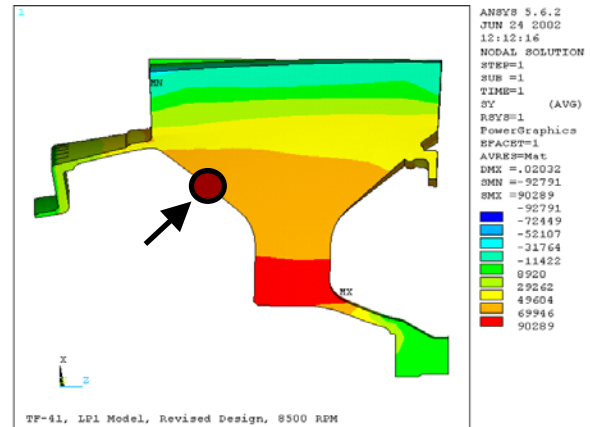 1
ANSYS 5.6.2
JUN 24 2002
12:12:16
NODAL SOLUTION
STEP=1
SUB =1
TIME=1
SY (AVG)
RSYS=1
PowerGraphics
EFACET=1
AVRES=Mat
DMX =.02032
SMN =-92791
SMX =90289
-92791
-72449
-52107
-31764
-11422
8920
29262
49604
69946
90289
MN
MX
X
Z
TF-41, LP1 Model, Revised Design, 8500 RPM